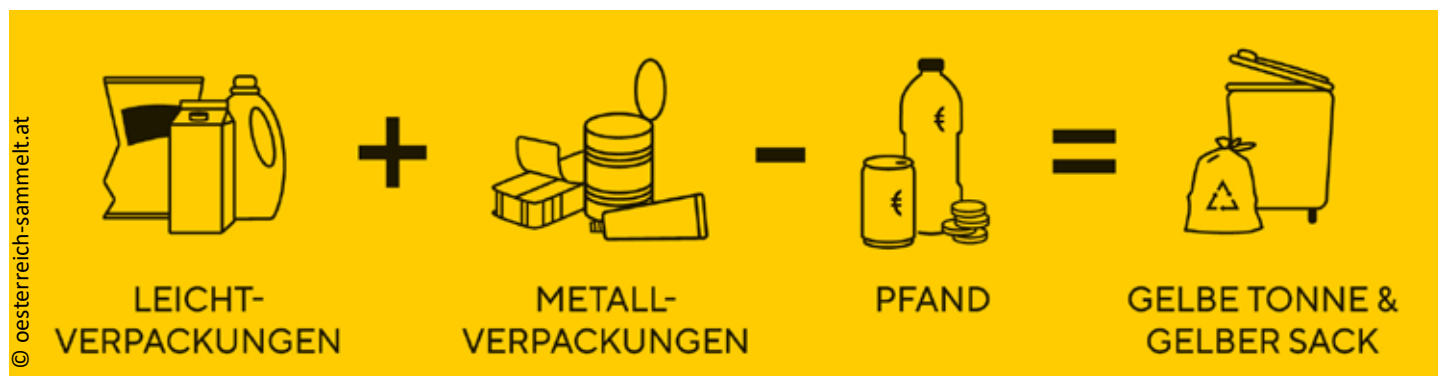 © oesterreich-sammelt.at
LEICHT-
VERPACKUNGEN
+
METALL-
VERPACKUNGEN
–
€
€
PFAND
=
GELBE TONNE &
GELBER SACK